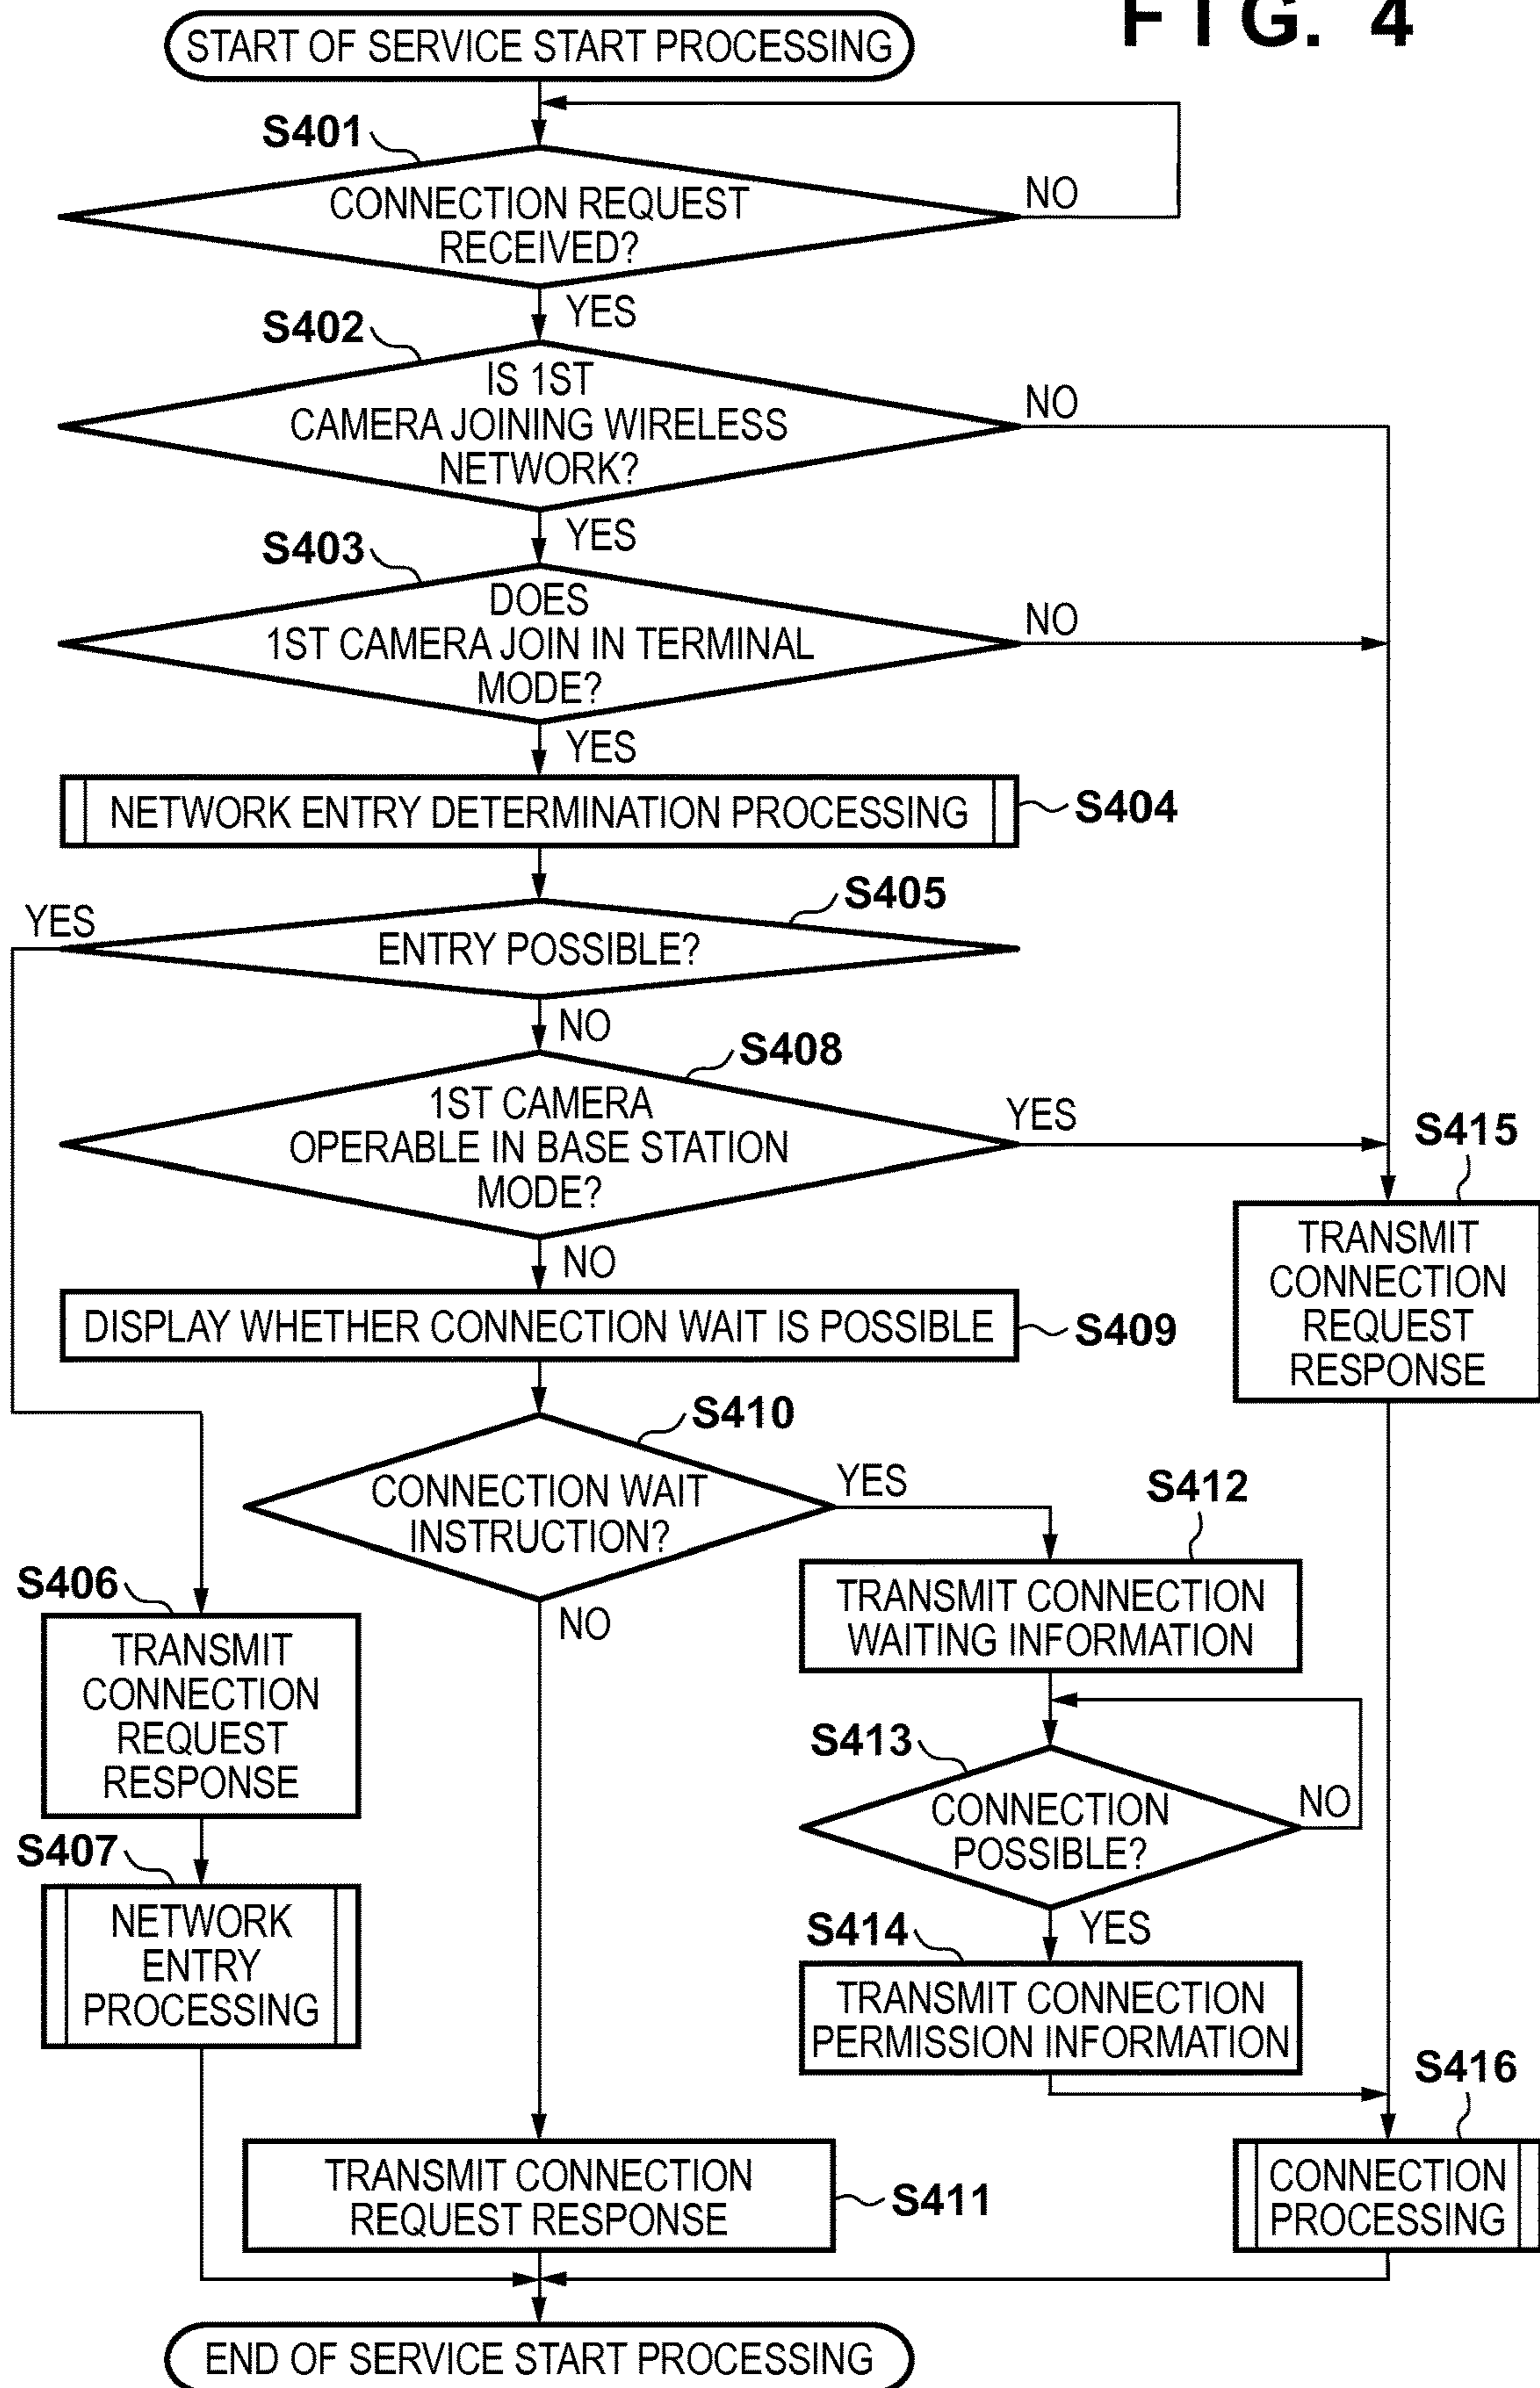 FIG. 4
START OF SERVICE START PROCESSING
S401
CONNECTION REQUEST
RECEIVED?
NO
YES
S402
IS 1ST
CAMERA JOINING WIRELESS
NETWORK?
NO
YES
S403
DOES
1ST CAMERA JOIN IN TERMINAL
MODE?
NO
YES
NETWORK ENTRY DETERMINATION PROCESSING
S404
S405
YES
ENTRY POSSIBLE?
NO
S408
1ST CAMERA
OPERABLE IN BASE STATION
MODE?
YES
NO
S415
TRANSMIT
CONNECTION
REQUEST
RESPONSE
DISPLAY WHETHER CONNECTION WAIT IS POSSIBLE
S409
S410
CONNECTION WAIT
INSTRUCTION?
YES
NO
S412
TRANSMIT CONNECTION
WAITING INFORMATION
S406
TRANSMIT
CONNECTION
REQUEST
RESPONSE
S413
CONNECTION
POSSIBLE?
NO
YES
S407
NETWORK
ENTRY
PROCESSING
S414
TRANSMIT CONNECTION
PERMISSION INFORMATION
S416
CONNECTION
PROCESSING
TRANSMIT CONNECTION
REQUEST RESPONSE
S411
END OF SERVICE START PROCESSING